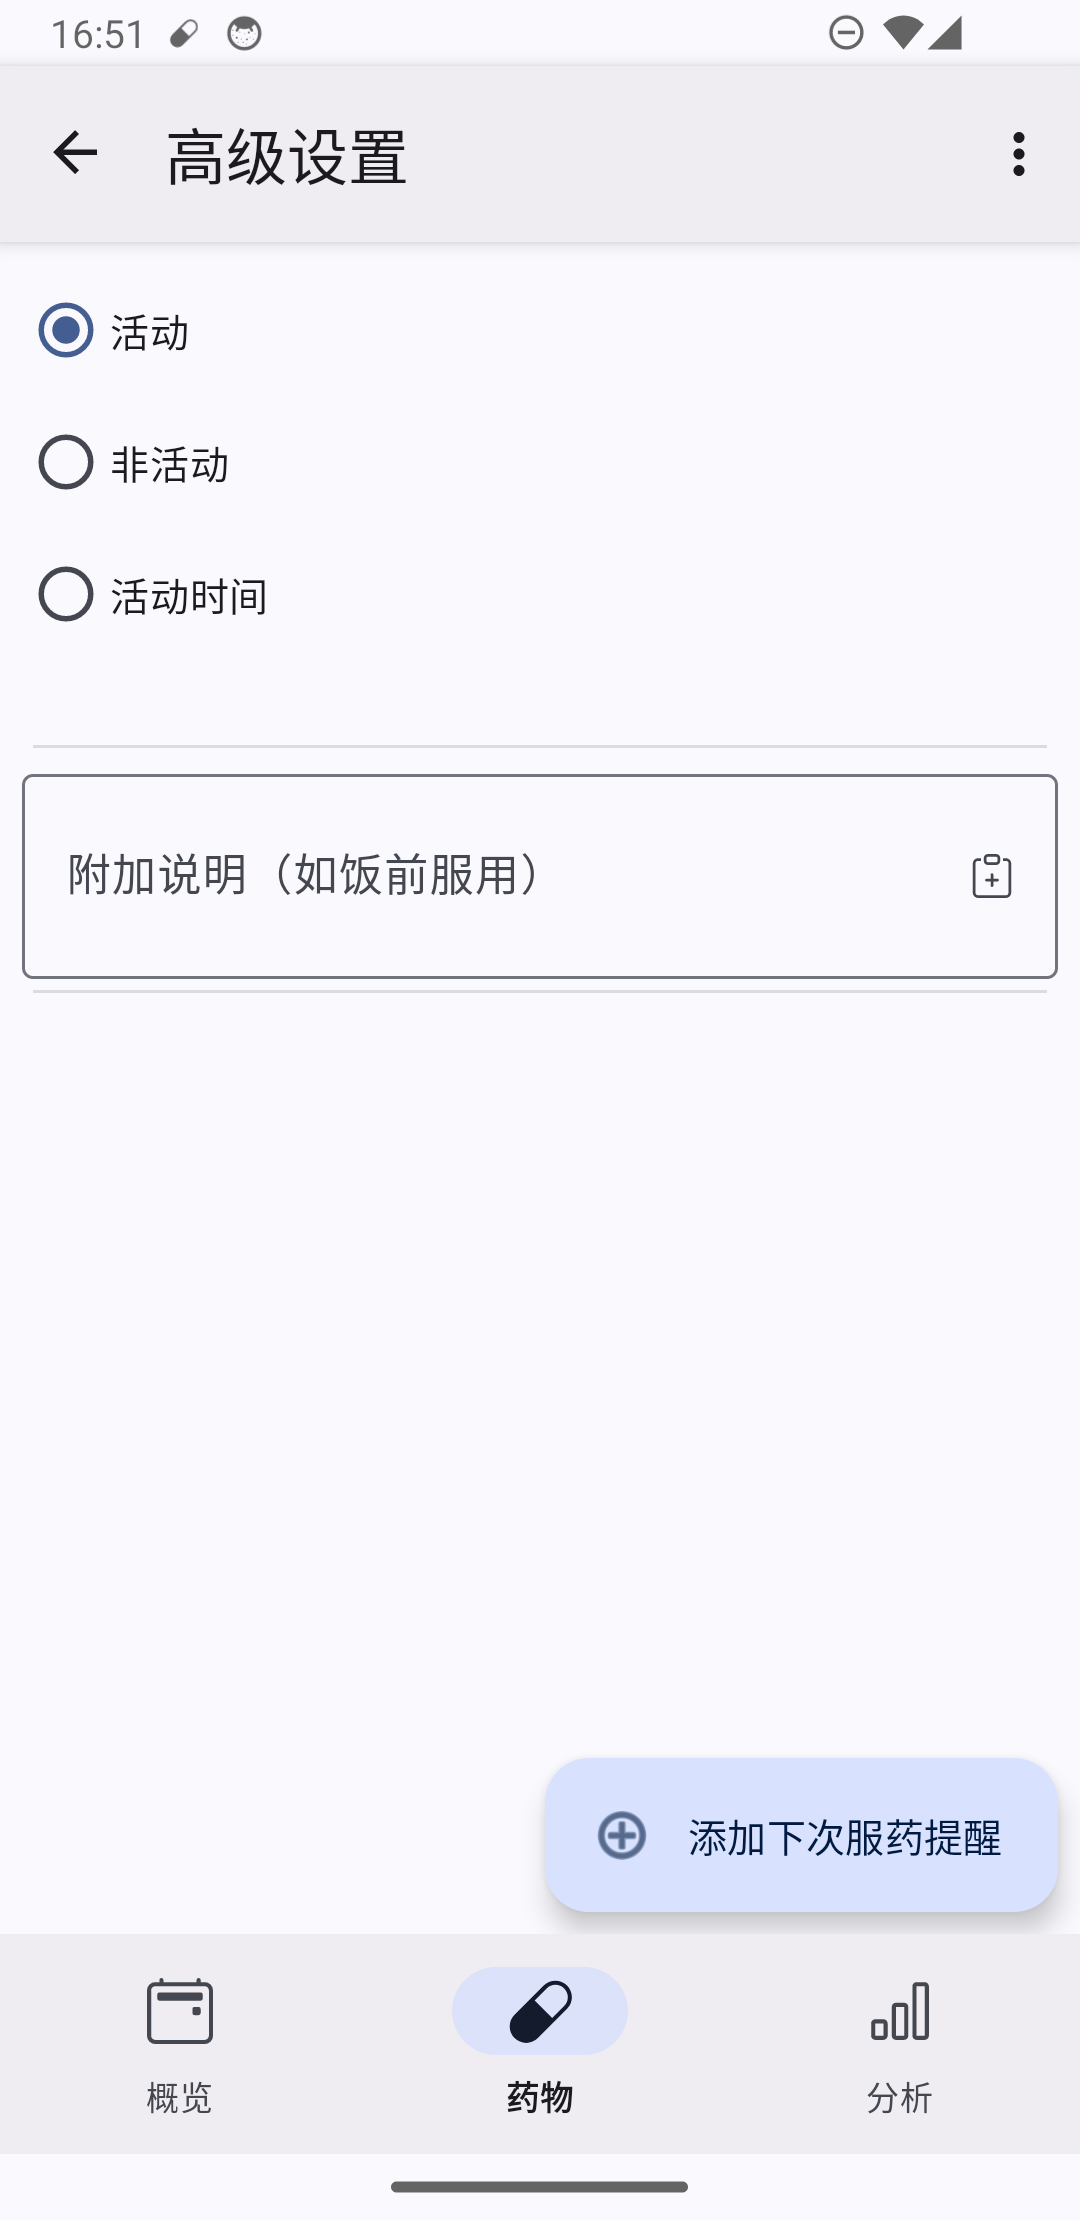 16:51
高级设置
活动
非活动
活动时间
附加说明（如饭前服用）
添加下次服药提醒
概览
药物
分析